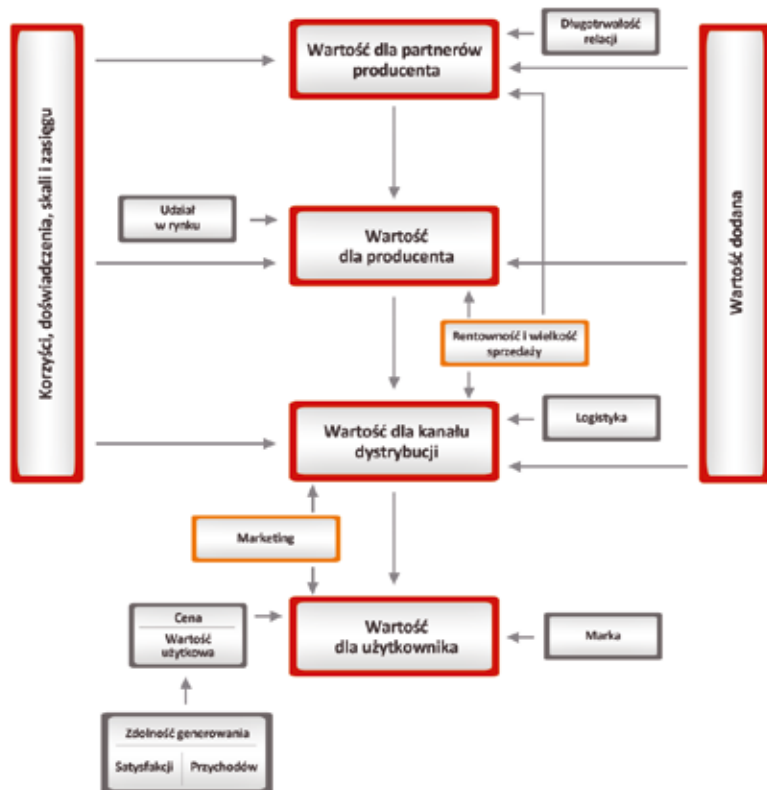 Wartość dla partnerów
producenta
Długotrwałość
relacji
Korzyści, doświadczenia, skali i zasięgu
Wartość dodana
Udział
w rynku
Wartość
dla producenta
Rentowność i wielkość
sprzedaży
Wartość dla kanału
dystrybucji
Logistyka
Marketing
Cena
Wartość
użytkowa
Wartość
dla użytkownika
Marka
Zdolność generowania
Satysfakcji
Przychodów